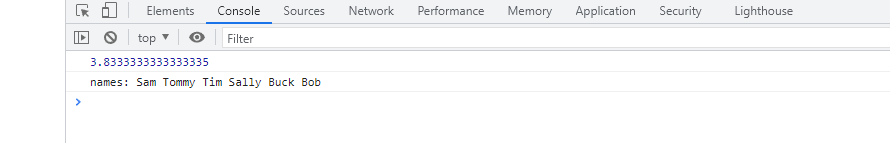 Elements Console Sources Network Performance Memory Application Security Lighthouse
top ▼ Filter
3.8333333333333335
names: Sam Tommy Tim Sally Buck Bob
>